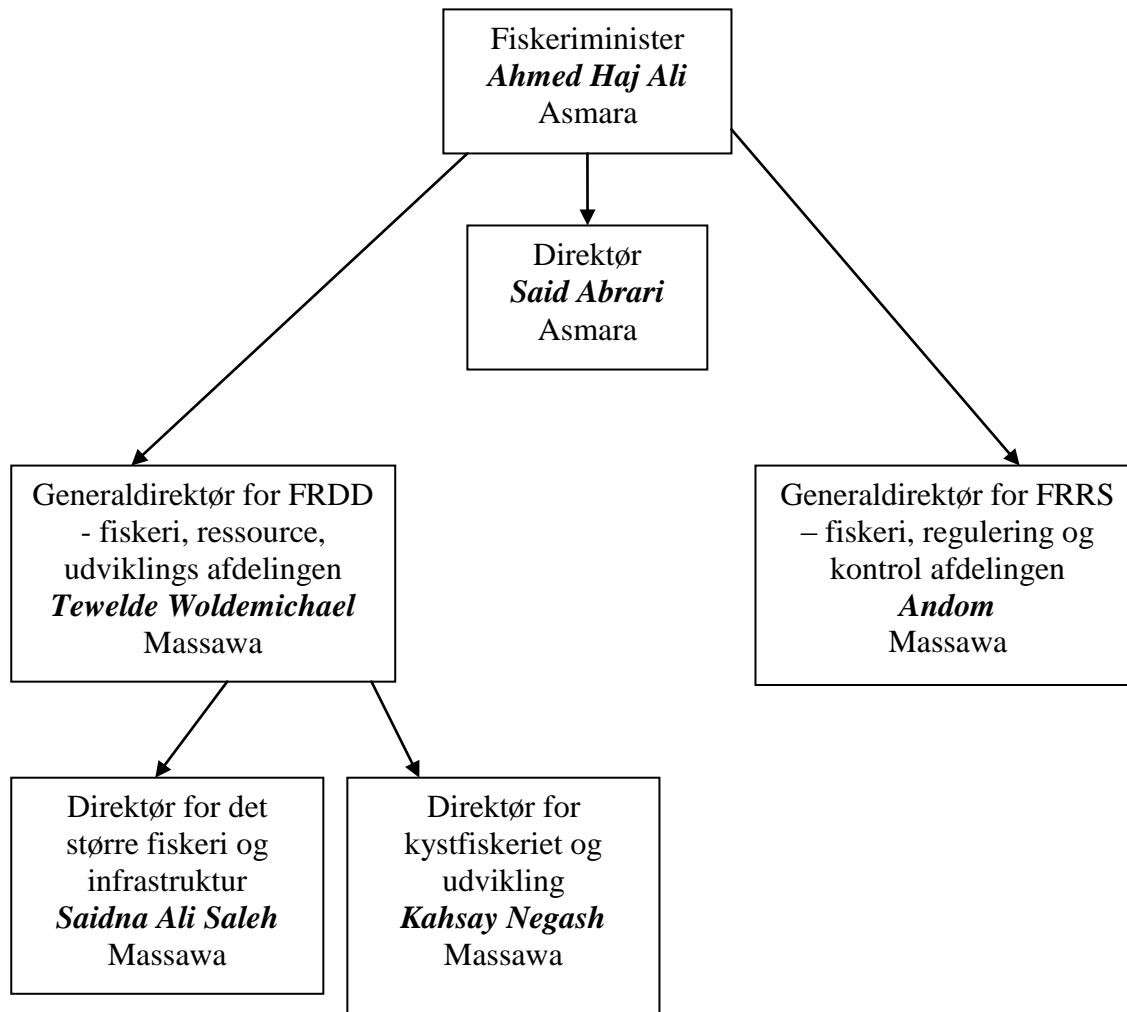 Fiskeriminister
Ahmed Haj Ali
Asmara
Direktør
Said Abrari
Asmara
Generaldirektør for FRDD
- fiskeri, ressource,
udviklings afdelingen
Tewelde Woldemichael
Massawa
Generaldirektør for FRRS
– fiskeri, regulering og
kontrol afdelingen
Andom
Massawa
Direktør for det
større fiskeri og
infrastruktur
Saidna Ali Saleh
Massawa
Direktør for
kystfiskeriet og
udvikling
Kahsay Negash
Massawa